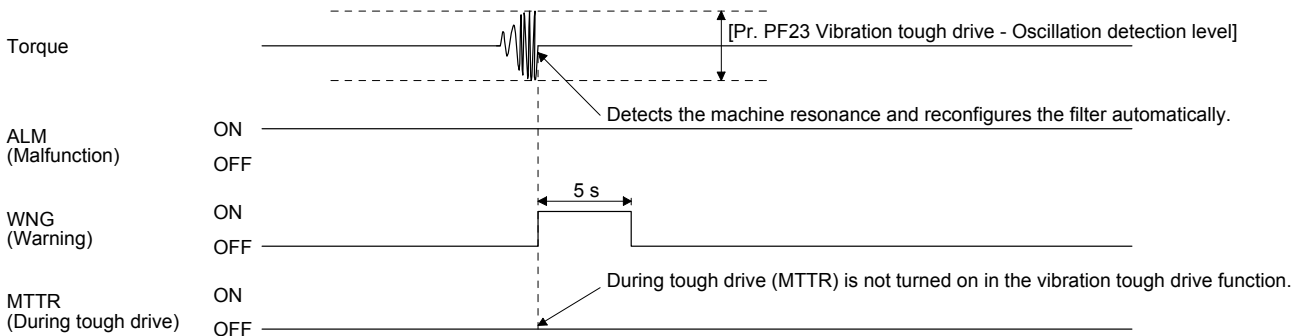 [Pr. PF23 Vibration tough drive - Oscillation detection level]
Torque
Detects the machine resonance and reconfigures the filter automatically.
ON
ALM
(Malfunction)
OFF
5 s
ON
WNG
(Warning)
OFF
During tough drive (MTTR) is not turned on in the vibration tough drive function.
ON
MTTR
(During tough drive)
OFF